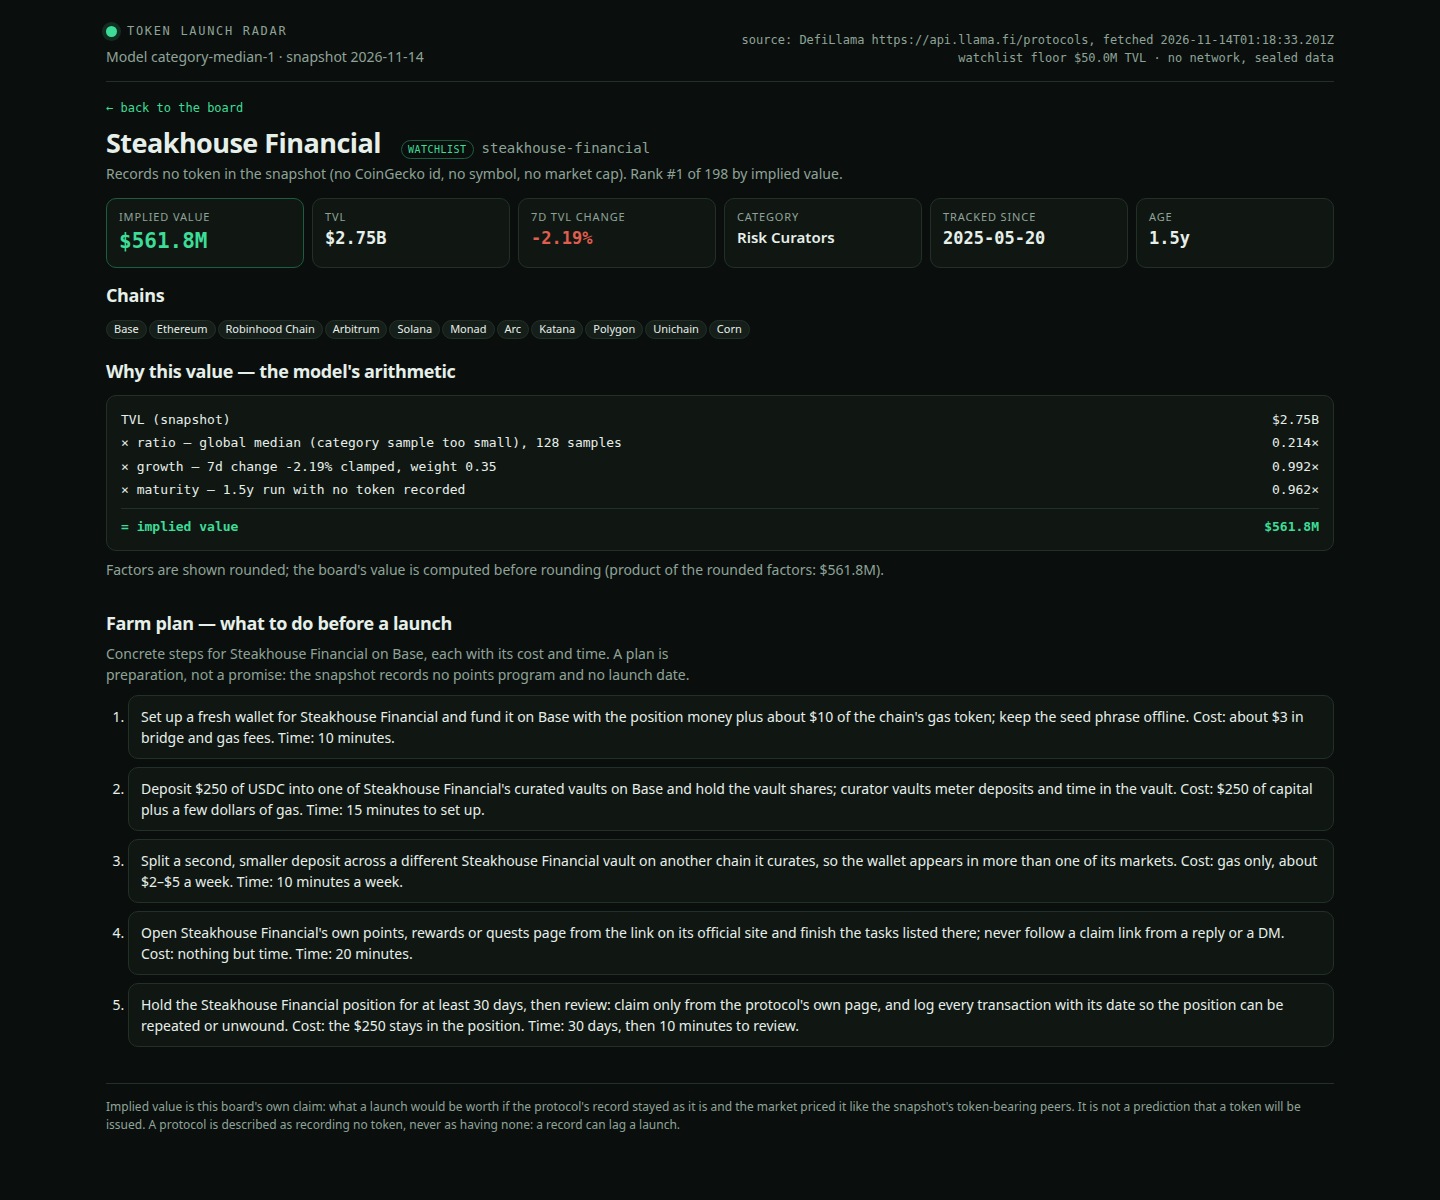 TOKEN LAUNCH RADAR
Model category-median-1 · snapshot 2026-11-14
source: DefiLlama https://api.llama.fi/protocols, fetched 2026-11-14T01:18:33.201Z
watchlist floor $50.0M TVL · no network, sealed data
← back to the board
Steakhouse Financial WATCHLIST steakhouse-financial
Records no token in the snapshot (no CoinGecko id, no symbol, no market cap). Rank #1 of 198 by implied value.
IMPLIED VALUE
$561.8M
TVL
$2.75B
7D TVL CHANGE
-2.19%
CATEGORY
Risk Curators
TRACKED SINCE
2025-05-20
AGE
1.5y
Chains
Base Ethereum Robinhood Chain Arbitrum Solana Monad Arc Katana Polygon Unichain Corn
Why this value — the model's arithmetic
TVL (snapshot) $2.75B
× ratio — global median (category sample too small), 128 samples 0.214×
× growth — 7d change -2.19% clamped, weight 0.35 0.992×
× maturity — 1.5y run with no token recorded 0.962×
= implied value $561.8M
Factors are shown rounded; the board's value is computed before rounding (product of the rounded factors: $561.8M).
Farm plan — what to do before a launch
Concrete steps for Steakhouse Financial on Base, each with its cost and time. A plan is
preparation, not a promise: the snapshot records no points program and no launch date.
1. Set up a fresh wallet for Steakhouse Financial and fund it on Base with the position money plus about $10 of the chain's gas token; keep the seed phrase offline. Cost: about $3 in
bridge and gas fees. Time: 10 minutes.
2. Deposit $250 of USDC into one of Steakhouse Financial's curated vaults on Base and hold the vault shares; curator vaults meter deposits and time in the vault. Cost: $250 of capital
plus a few dollars of gas. Time: 15 minutes to set up.
3. Split a second, smaller deposit across a different Steakhouse Financial vault on another chain it curates, so the wallet appears in more than one of its markets. Cost: gas only, about
$2–$5 a week. Time: 10 minutes a week.
4. Open Steakhouse Financial's own points, rewards or quests page from the link on its official site and finish the tasks listed there; never follow a claim link from a reply or a DM.
Cost: nothing but time. Time: 20 minutes.
5. Hold the Steakhouse Financial position for at least 30 days, then review: claim only from the protocol's own page, and log every transaction with its date so the position can be
repeated or unwound. Cost: the $250 stays in the position. Time: 30 days, then 10 minutes to review.
Implied value is this board's own claim: what a launch would be worth if the protocol's record stayed as it is and the market priced it like the snapshot's token-bearing peers. It is not a prediction that a token will be
issued. A protocol is described as recording no token, never as having none: a record can lag a launch.